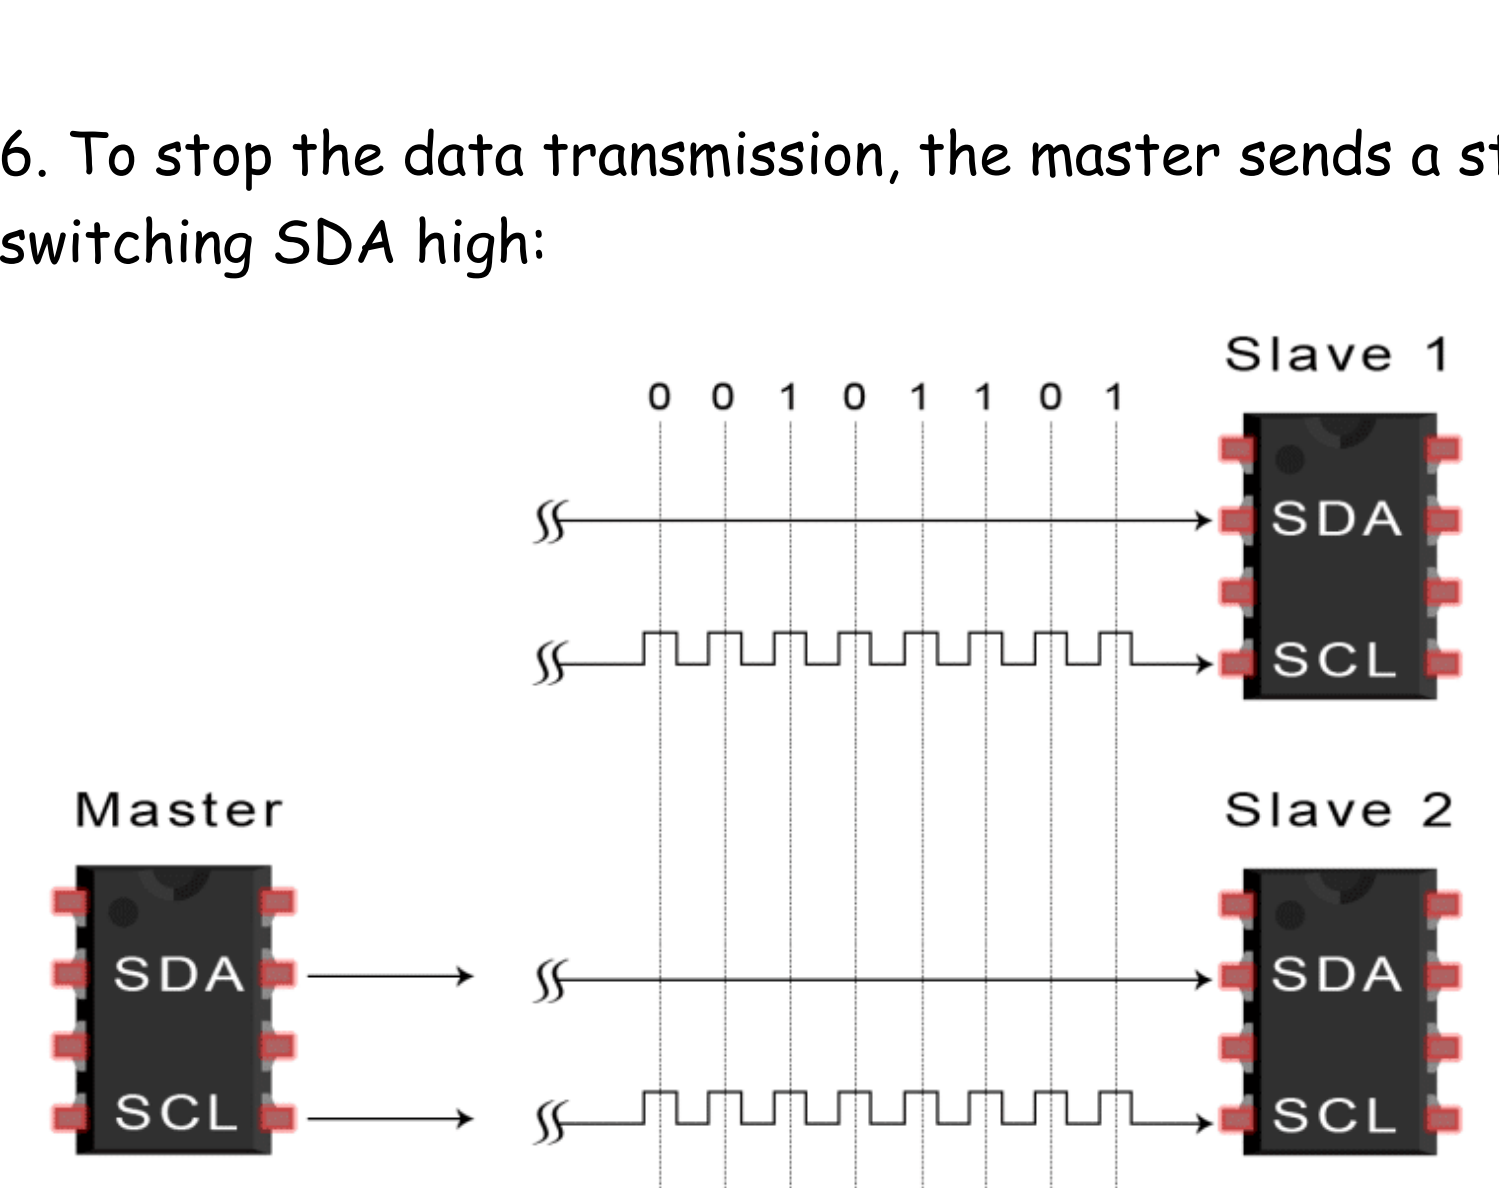 6. To stop the data transmission, the master sends a st
switching SDA high:
Slave 1
0 0 1 0 1 1 0 1
SDA
SCL
Master
Slave 2
SDA
SDA
SCL
SCL